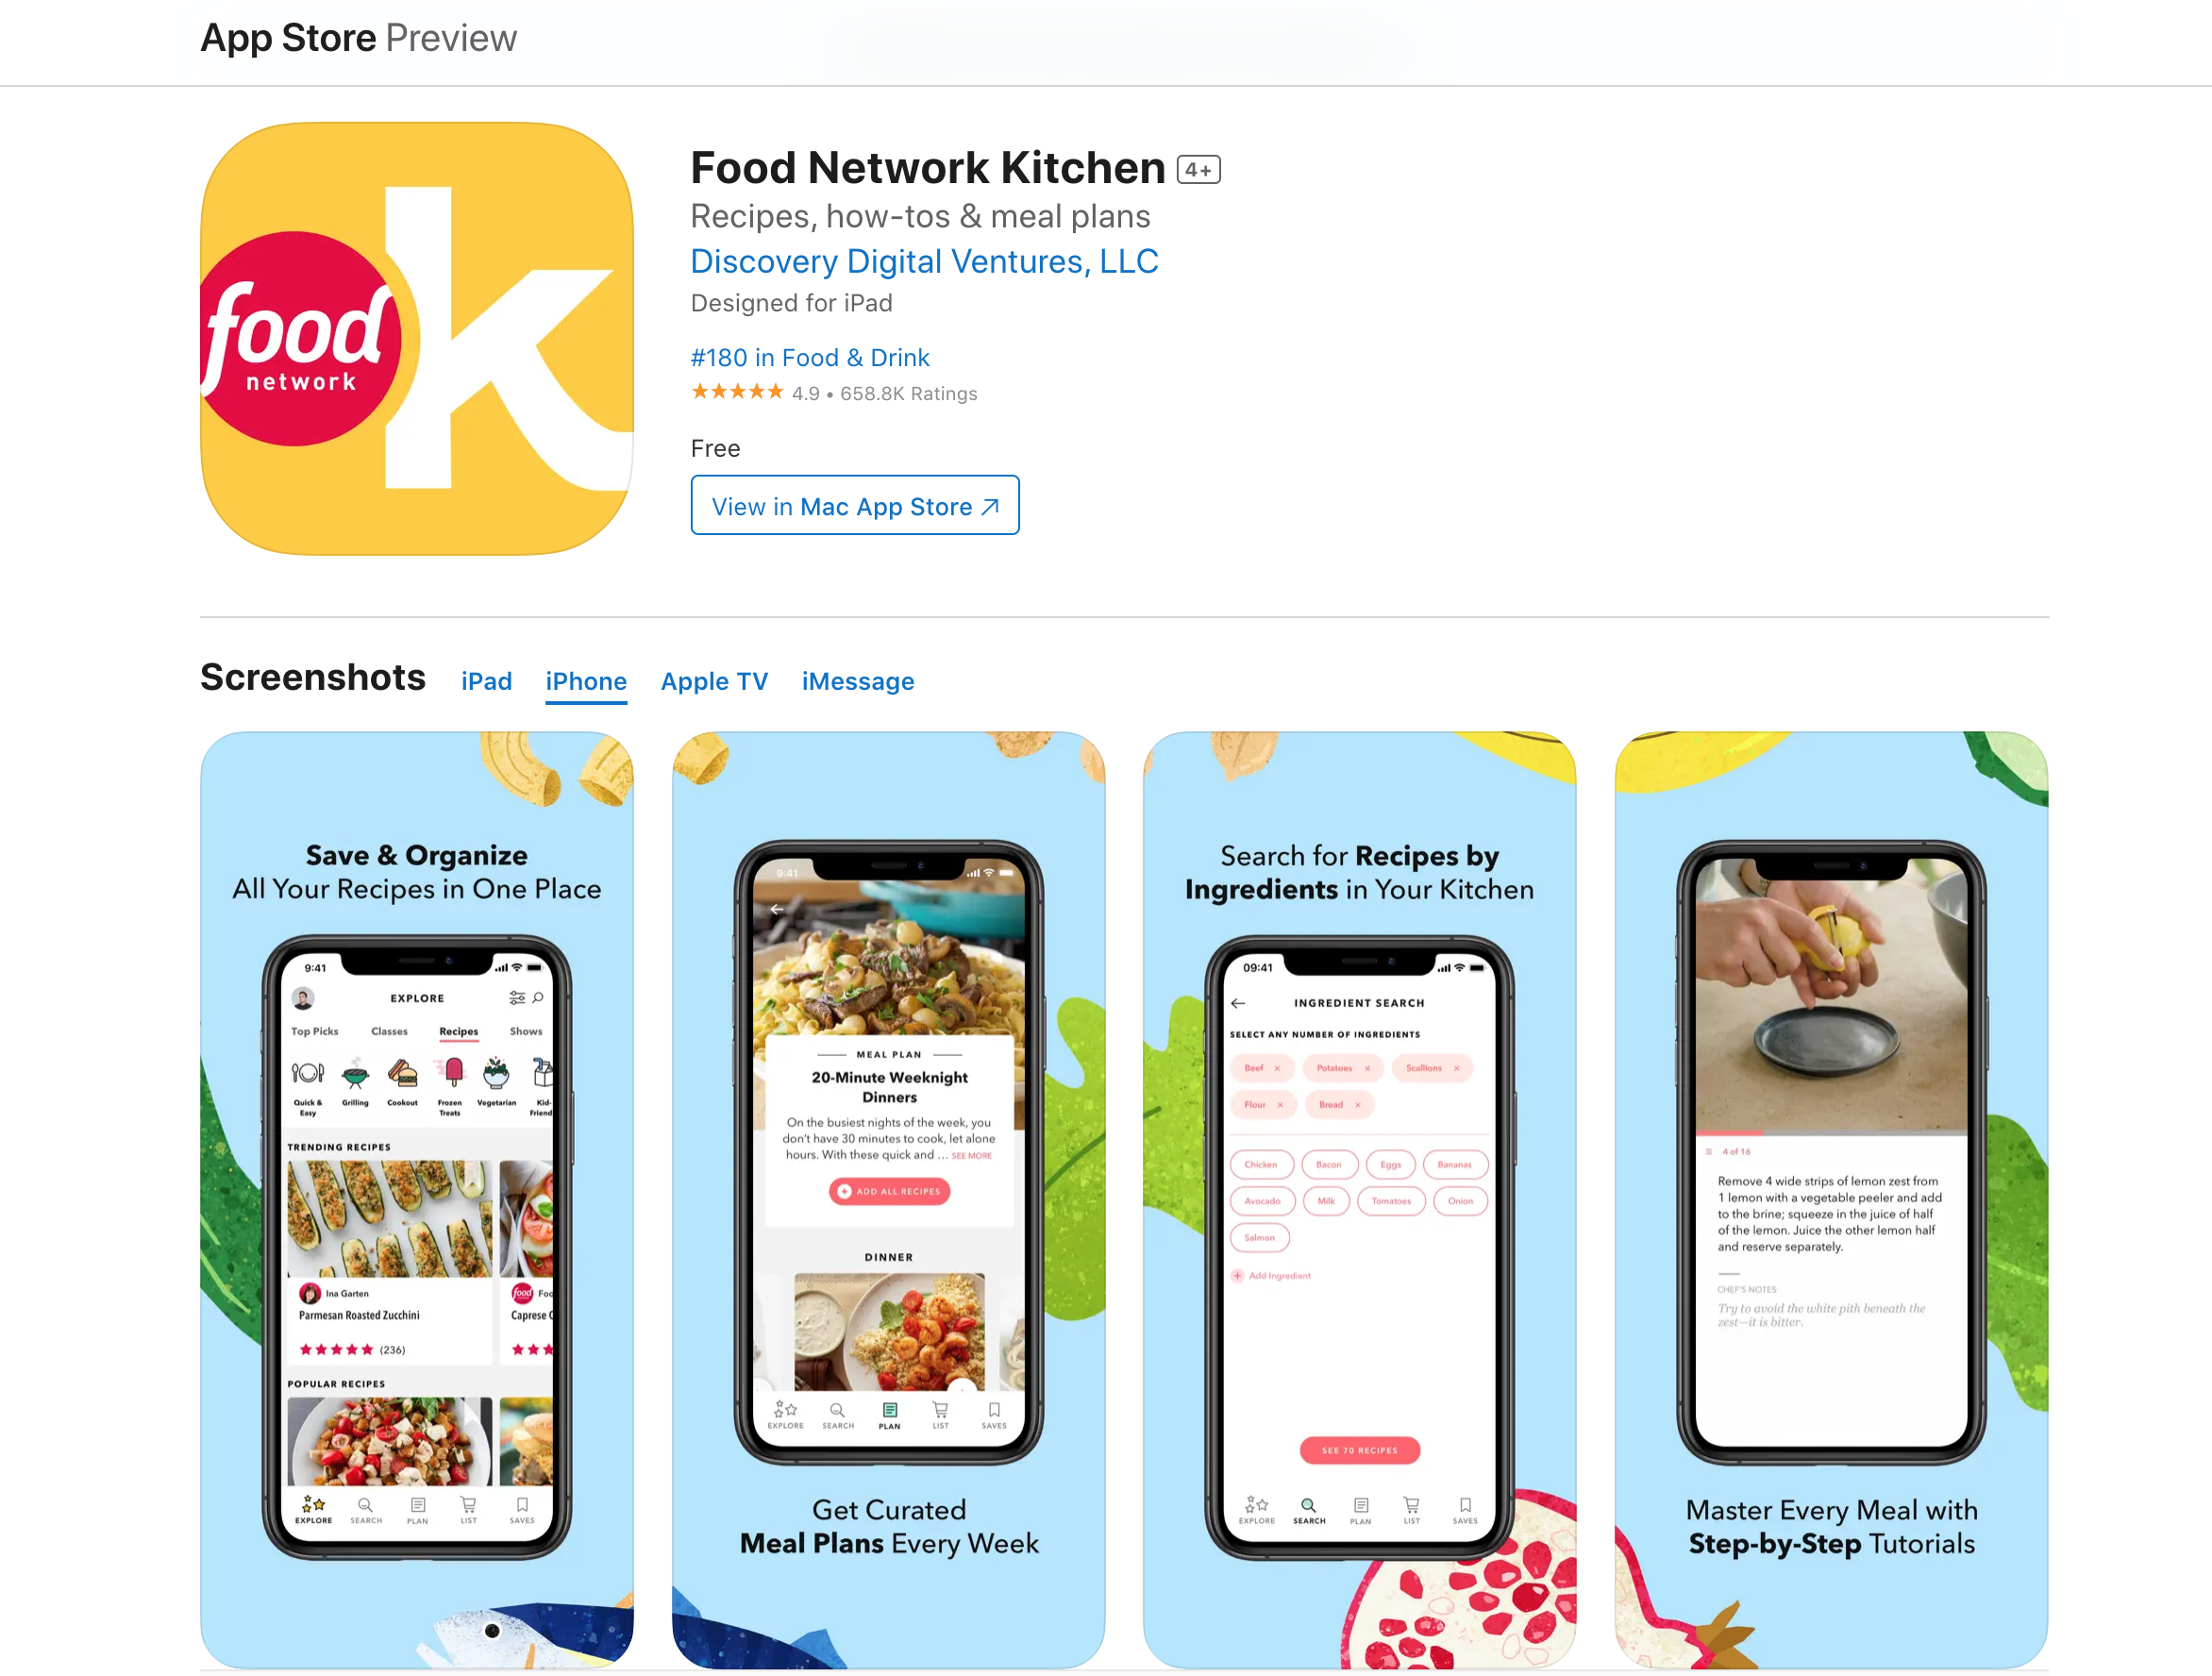 App Store Preview
food
network
k
Food Network Kitchen 4+
Recipes, how-tos & meal plans
Discovery Digital Ventures, LLC
Designed for iPad
#180 in Food & Drink
★★★★★ 4.9 • 658.8K Ratings
Free
View in Mac App Store ↗
Screenshots iPad iPhone Apple TV iMessage
Save & Organize
All Your Recipes in One Place
9:41
EXPLORE
Top Picks Classes Recipes Shows
Quick &
Easy
Grilling
Cookout
Frozen
Treats
Vegetarian
Kid-
Friend
TRENDING RECIPES
Ina Garten
Parmesan Roasted Zucchini
★★★★★ (236)
food
Foo
Caprese C
★★★
POPULAR RECIPES
EXPLORE SEARCH PLAN LIST SAVES
9:41
MEAL PLAN
20-Minute Weeknight
Dinners
On the busiest nights of the week, you
don't have 30 minutes to cook, let alone
hours. With these quick and ... SEE MORE
+ ADD ALL RECIPES
DINNER
EXPLORE SEARCH PLAN LIST SAVES
Get Curated
Meal Plans Every Week
Search for Recipes by
Ingredients in Your Kitchen
09:41
INGREDIENT SEARCH
SELECT ANY NUMBER OF INGREDIENTS
Beef × Potatoes × Scallions ×
Flour × Bread ×
Chicken Bacon Eggs Bananas
Avocado Milk Tomatoes Onion
Salmon
+ Add Ingredient
SEE 70 RECIPES
EXPLORE SEARCH PLAN LIST SAVES
4 of 16
Remove 4 wide strips of lemon zest from
1 lemon with a vegetable peeler and add
to the brine; squeeze in the juice of half
of the lemon. Juice the other lemon half
and reserve separately.
CHEF'S NOTES
Try to avoid the white pith beneath the
zest—it is bitter.
Master Every Meal with
Step-by-Step Tutorials